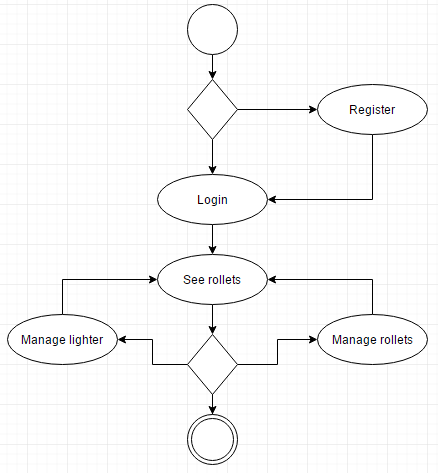 Register
Login
See rollets
Manage lighter
Manage rollets